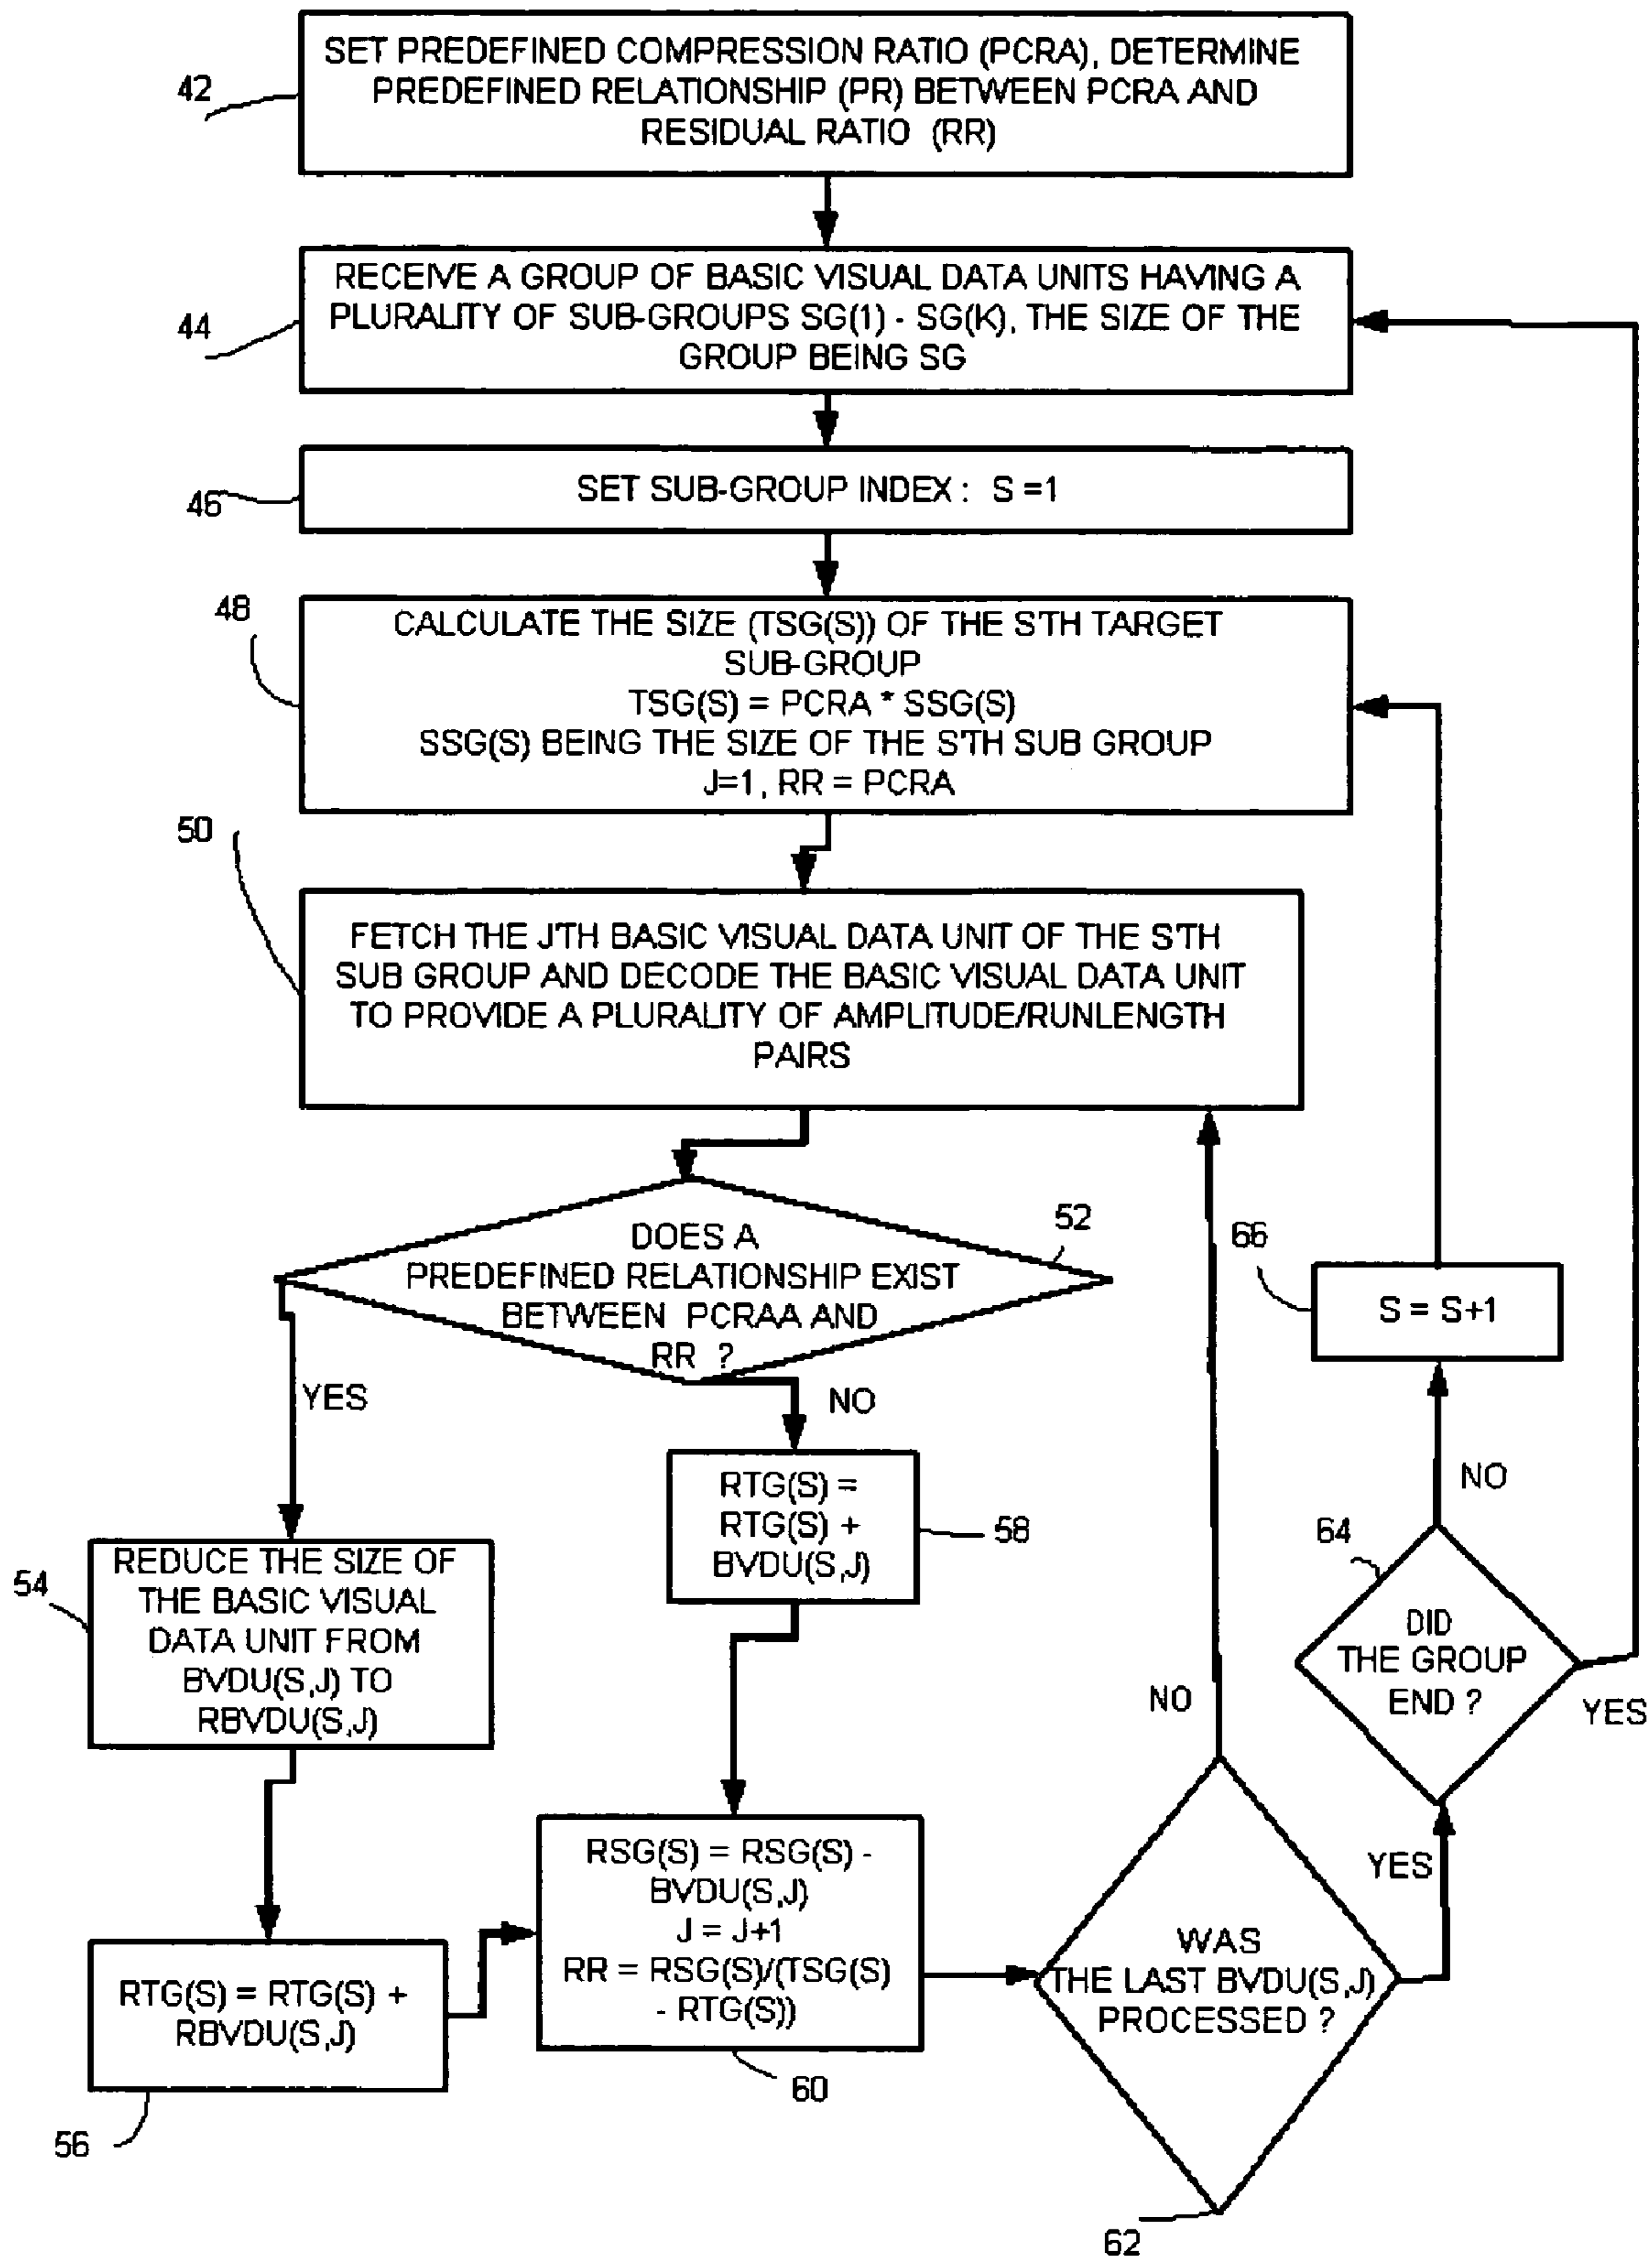 SET PREDEFINED COMPRESSION RATIO (PCRA), DETERMINE
PREDEFINED RELATIONSHIP (PR) BETWEEN PCRA AND
RESIDUAL RATIO (RR)
42
RECEIVE A GROUP OF BASIC VISUAL DATA UNITS HAVING A
PLURALITY OF SUB-GROUPS SG(1) - SG(K), THE SIZE OF THE
GROUP BEING SG
44
SET SUB-GROUP INDEX: S =1
46
48
CALCULATE THE SIZE (TSG(S)) OF THE S'TH TARGET
SUB-GROUP
TSG(S) = PCRA * SSG(S)
SSG(S) BEING THE SIZE OF THE S'TH SUB GROUP
J=1, RR = PCRA
50
FETCH THE J'TH BASIC VISUAL DATA UNIT OF THE S'TH
SUB GROUP AND DECODE THE BASIC VISUAL DATA UNIT
TO PROVIDE A PLURALITY OF AMPLITUDE/RUNLENGTH
PAIRS
52
DOES A
PREDEFINED RELATIONSHIP EXIST
BETWEEN PCRAA AND
RR ?
YES
NO
66
S = S+1
NO
RTG(S) =
RTG(S) +
BVDU(S,J)
58
64
DID
THE GROUP
END ?
YES
54
REDUCE THE SIZE OF
THE BASIC VISUAL
DATA UNIT FROM
BVDU(S,J) TO
RBVDU(S,J)
NO
YES
RSG(S) = RSG(S) -
BVDU(S,J)
J = J+1
RR = RSG(S)/(TSG(S)
- RTG(S))
60
WAS
THE LAST BVDU(S,J)
PROCESSED ?
62
RTG(S) = RTG(S) +
RBVDU(S,J)
56